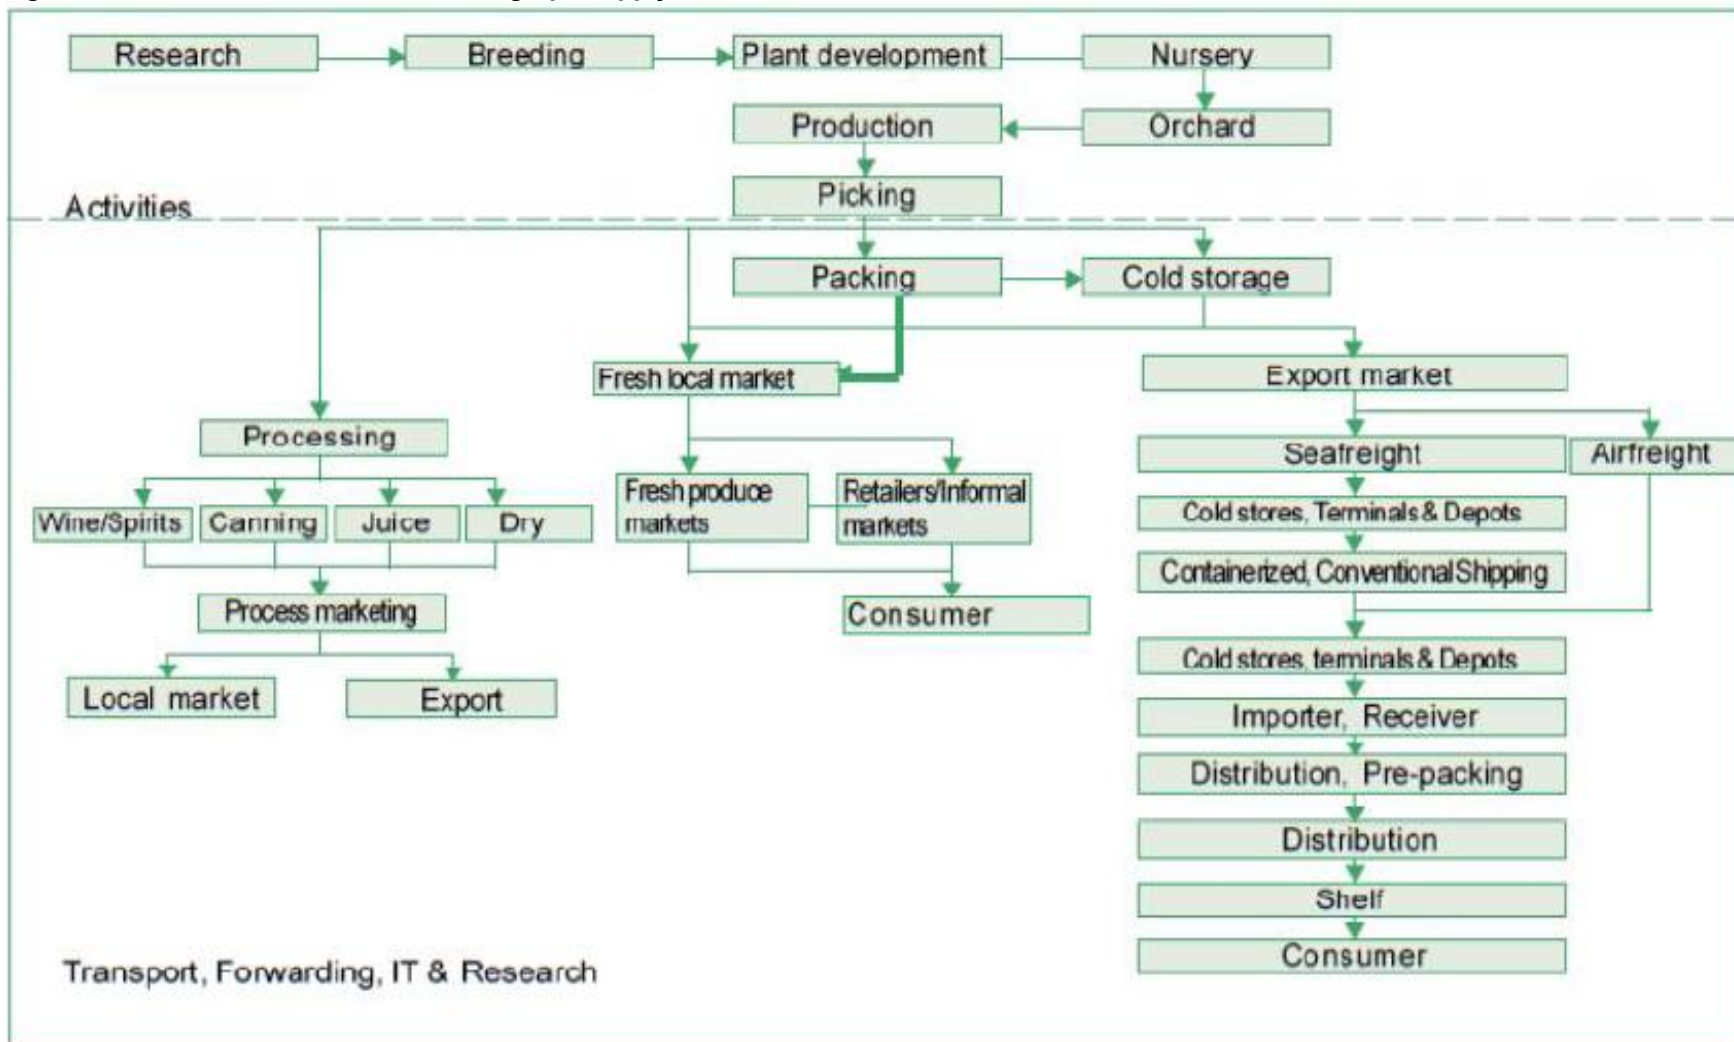 Research
Breeding
Plant development
Nursery
Production
Orchard
Picking
Activities
Packing
Cold storage
Fresh local market
Export market
Processing
Seafreight
Airfreight
Fresh produce
markets
Retailers/Informal
markets
Cold stores, Terminals & Depots
Wine/Spirits
Canning
Juice
Dry
Containerized, Conventional Shipping
Process marketing
Consumer
Cold stores, terminals & Depots
Local market
Export
Importer, Receiver
Distribution, Pre-packing
Distribution
Shelf
Consumer
Transport, Forwarding, IT & Research